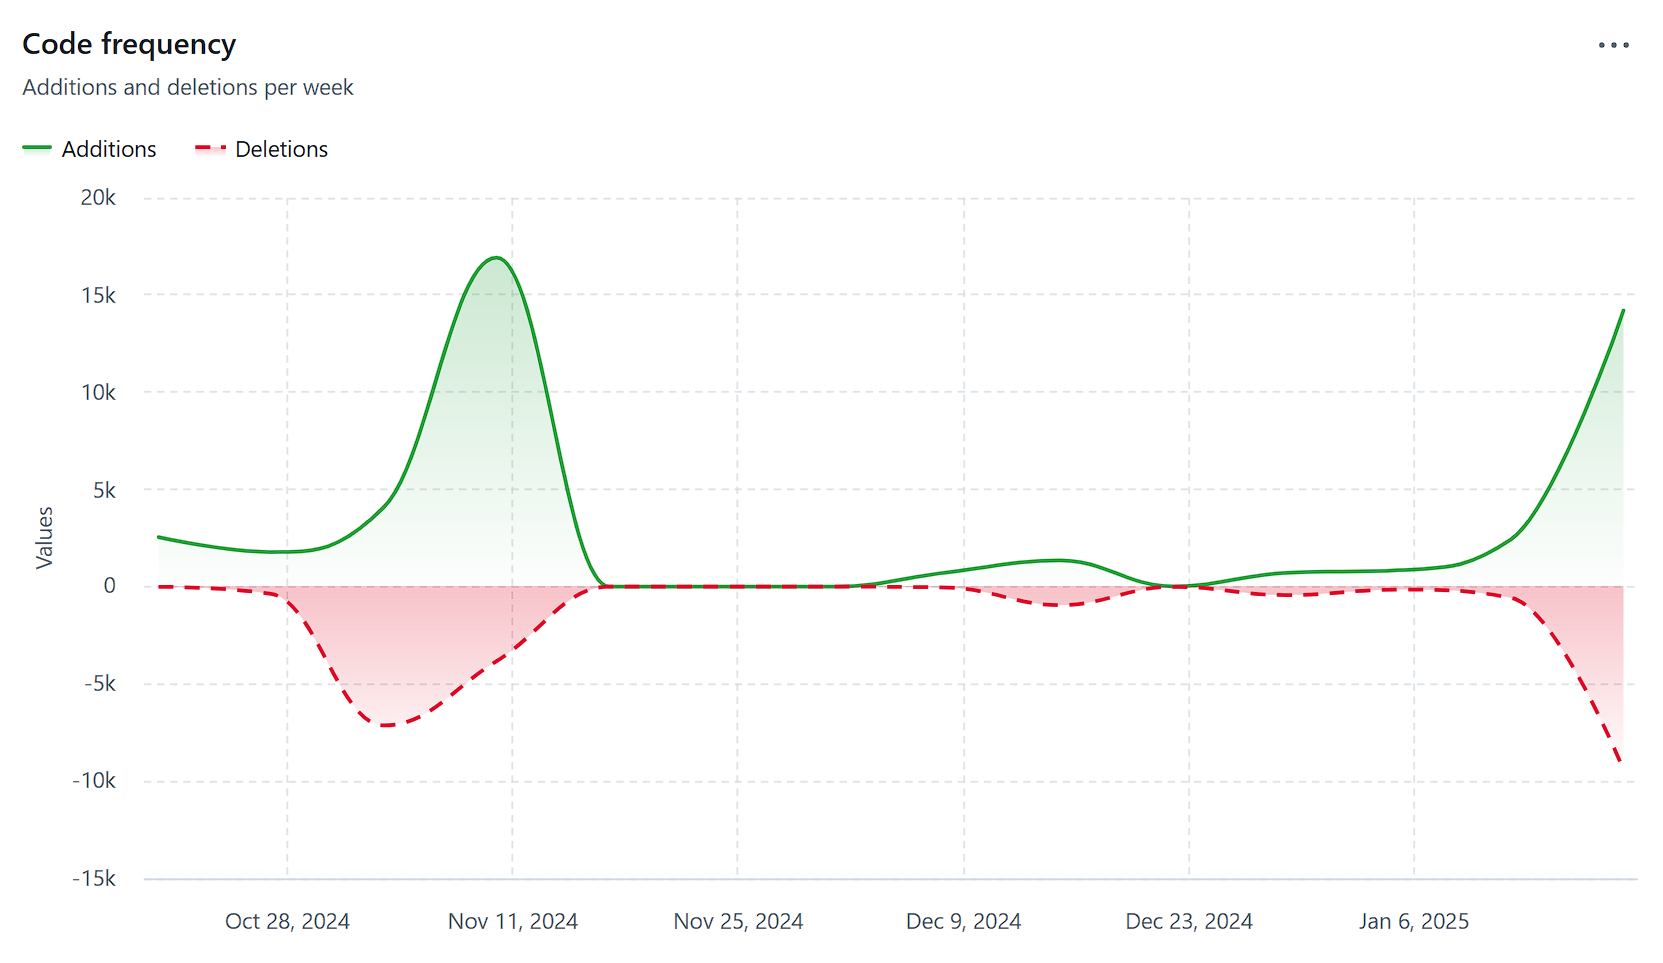 Code frequency
Additions and deletions per week
Additions
Deletions
20k
15k
10k
5k
0
-5k
-10k
-15k
Values
Oct 28, 2024
Nov 11, 2024
Nov 25, 2024
Dec 9, 2024
Dec 23, 2024
Jan 6, 2025